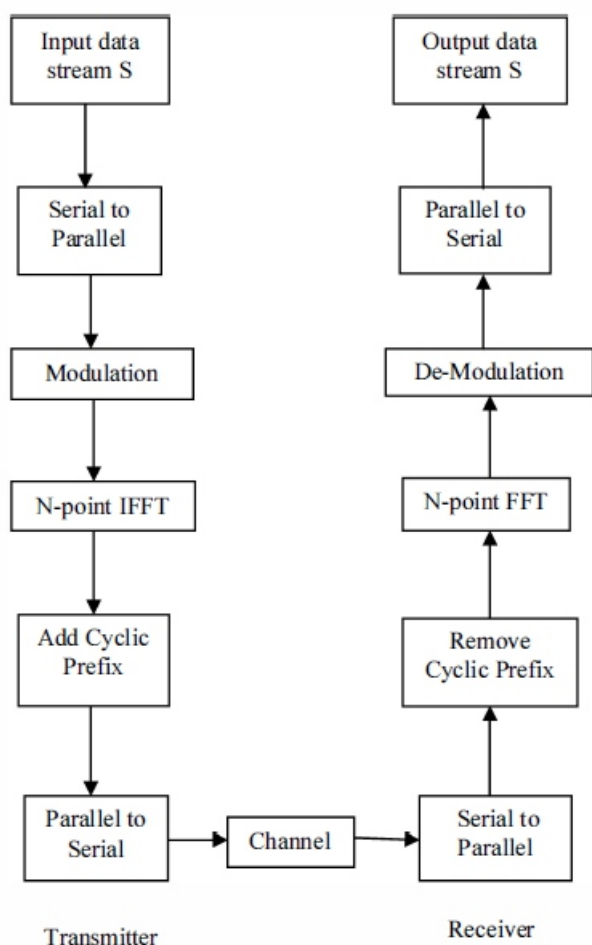 Input data
stream S
Serial to
Parallel
Modulation
N-point IFFT
Add Cyclic
Prefix
Parallel to
Serial
Channel
Serial to
Parallel
Remove
Cyclic Prefix
N-point FFT
De-Modulation
Parallel to
Serial
Output data
stream S
Transmitter
Receiver